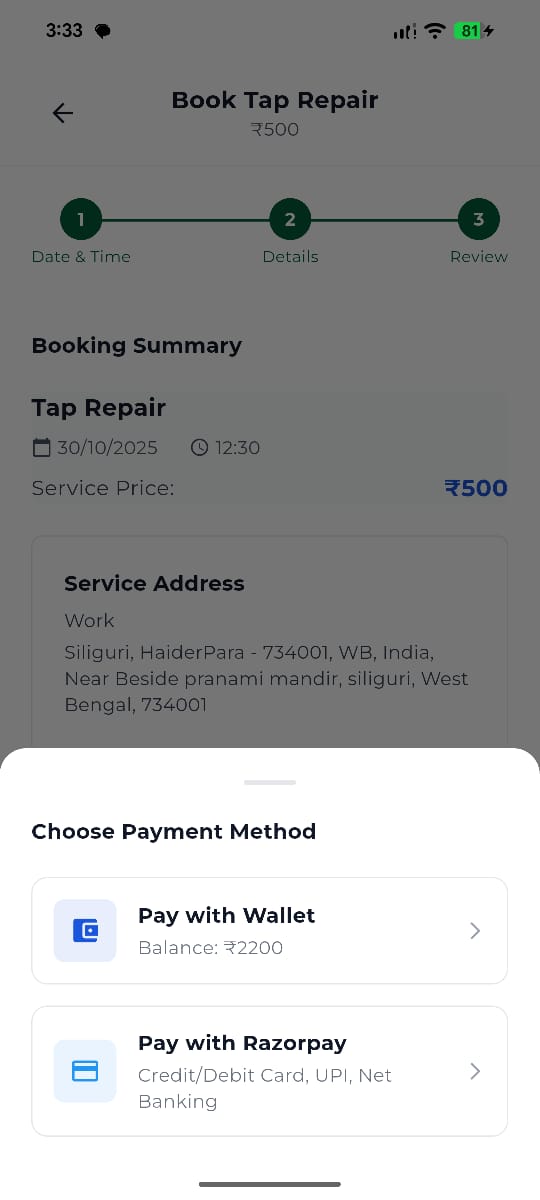 3:33
81
Book Tap Repair
₹500
1
2
3
Date & Time
Details
Review
Booking Summary
Tap Repair
30/10/2025
12:30
Service Price:
₹500
Service Address
Work
Siliguri, HaiderPara - 734001, WB, India,
Near Beside pranami mandir, siliguri, West
Bengal, 734001
Choose Payment Method
Pay with Wallet
Balance: ₹2200
Pay with Razorpay
Credit/Debit Card, UPI, Net
Banking